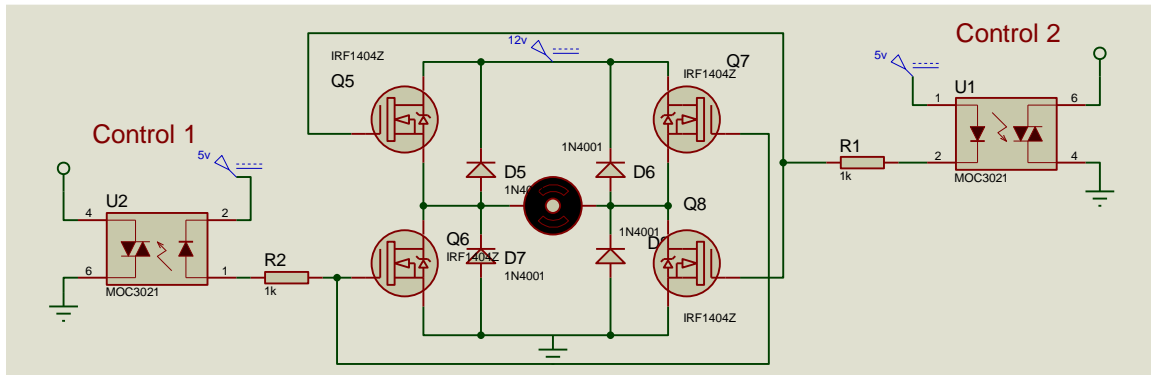 Control 1
Control 2
12v
5v
5v
IRF1404Z
Q5
Q7
IRF1404Z
U1
1
2
6
4
MOC3021
R1
1k
1N4001
D5
D6
U2
4
6
2
1
MOC3021
R2
1k
Q6
IRF1404Z
D7
1N4001
Q8
1N4001
IRF1404Z